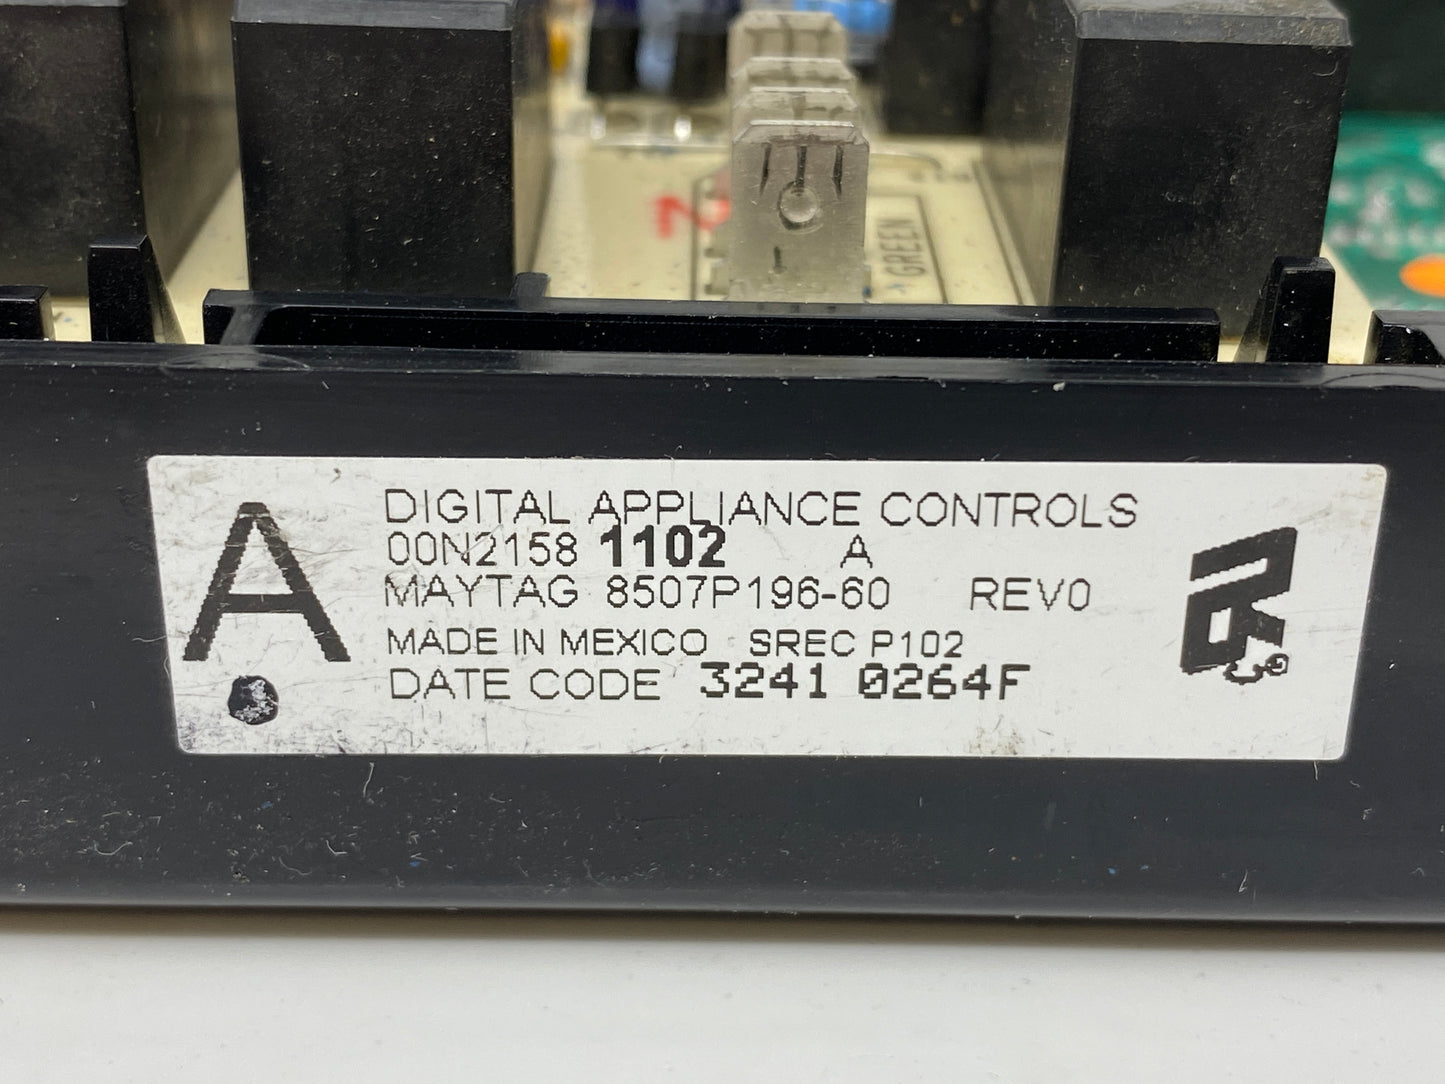 2
GREEN
A
DIGITAL APPLIANCE CONTROLS
00N2158 1102 A
MAYTAG 8507P196-60 REV0
MADE IN MEXICO SREC P102
DATE CODE 3241 0264F